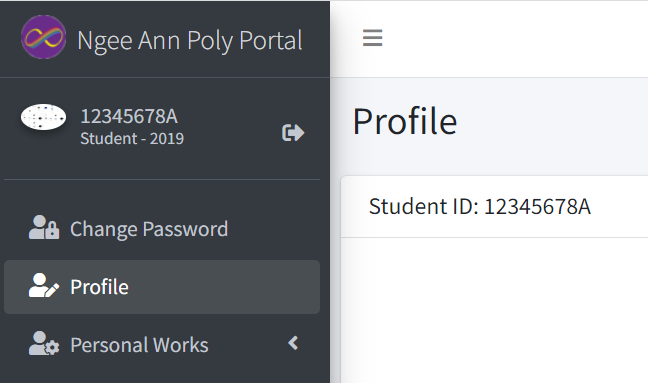 Ngee Ann Poly Portal
12345678A
Student - 2019
Change Password
Profile
Personal Works
Profile
Student ID: 12345678A